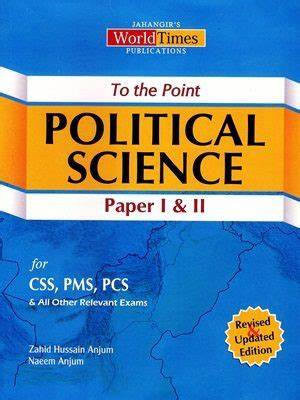 JAHANGIR'S
WorldTimes
PUBLICATIONS
To the Point
POLITICAL
SCIENCE
Paper I & II
for
CSS, PMS, PCS
& All Other Relevant Exams
Revised
&
Updated
Edition
Zahid Hussain Anjum
Naeem Anjum